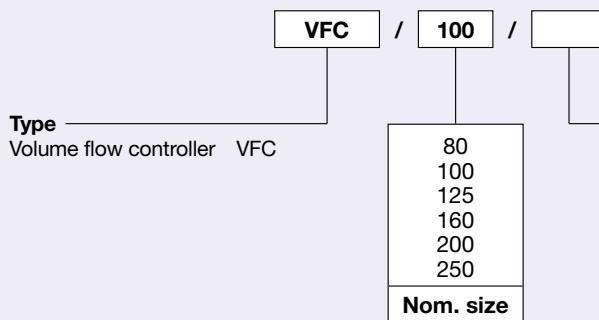 VFC / 100 /
Type
Volume flow controller VFC
80
100
125
160
200
250
Nom. size